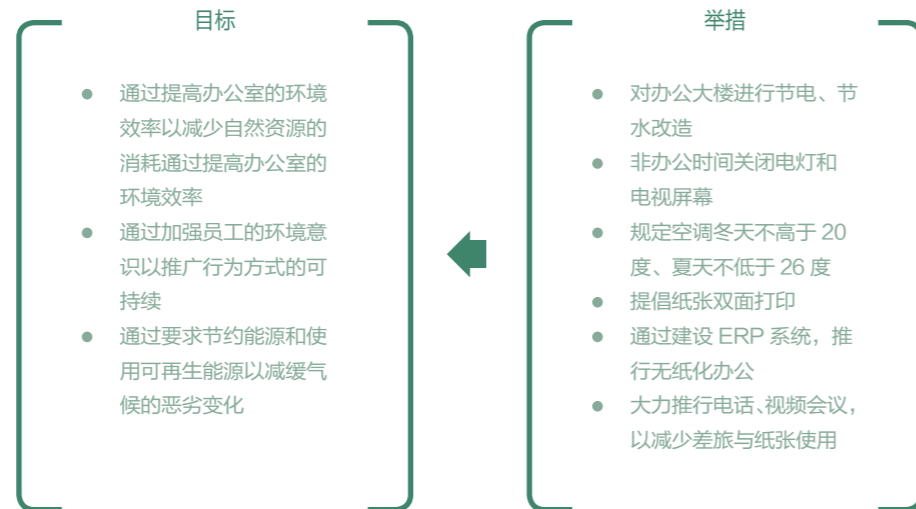 目标
通过提高办公室的环境
效率以减少自然资源的
消耗通过提高办公室的
环境效率
通过加强员工的环境意
识以推广行为方式的可
持续
通过要求节约能源和使
用可再生能源以减缓气
候的恶劣变化
举措
对办公大楼进行节电、节
水改造
非办公时间关闭电灯和
电视屏幕
规定空调冬天不高于 20
度、夏天不低于 26 度
提倡纸张双面打印
通过建设 ERP 系统，推
行无纸化办公
大力推行电话、视频会议，
以减少差旅与纸张使用